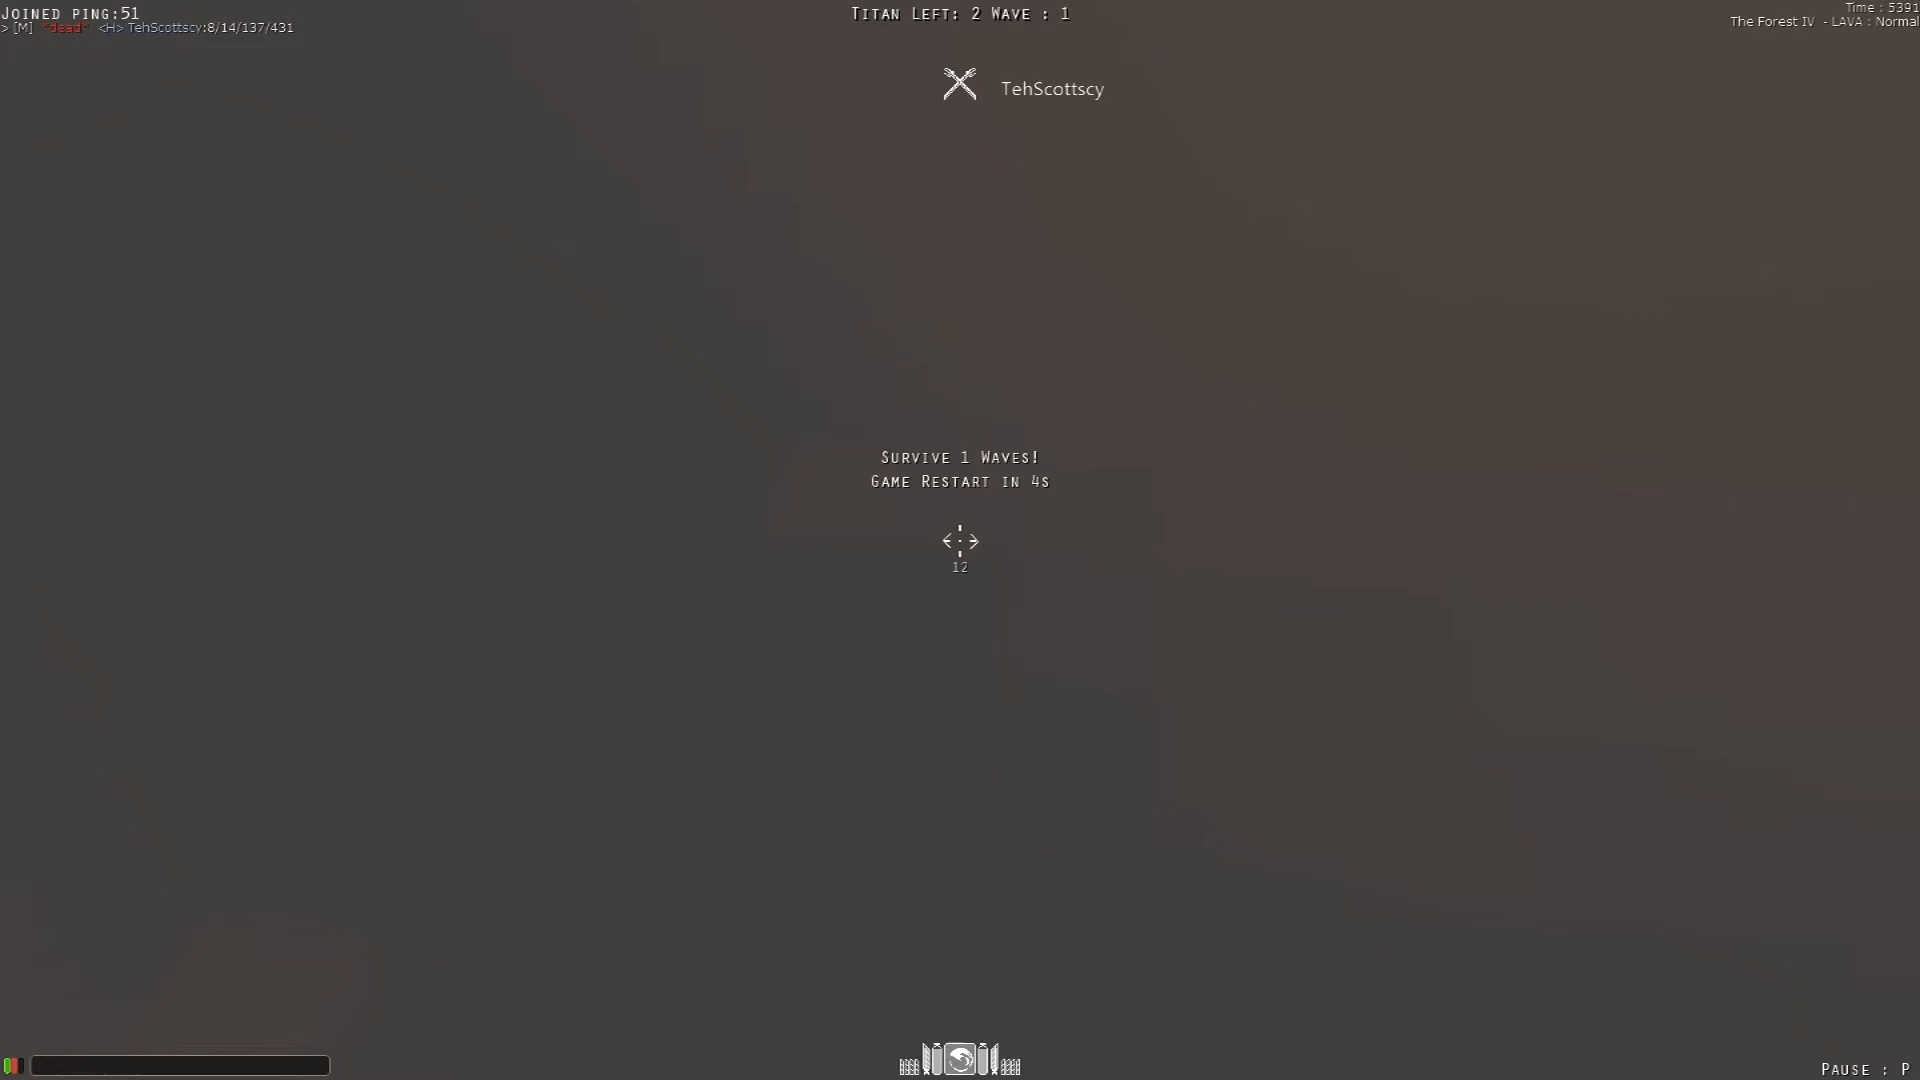 Joined ping:51
> [M] *dead* <H> TehScottscy:8/14/137/431
Titan Left: 2 Wave : 1
Time : 5391
The Forest IV - LAVA : Normal
TehScottscy
Survive 1 Waves!
Game Restart in 4s
12
Pause : P